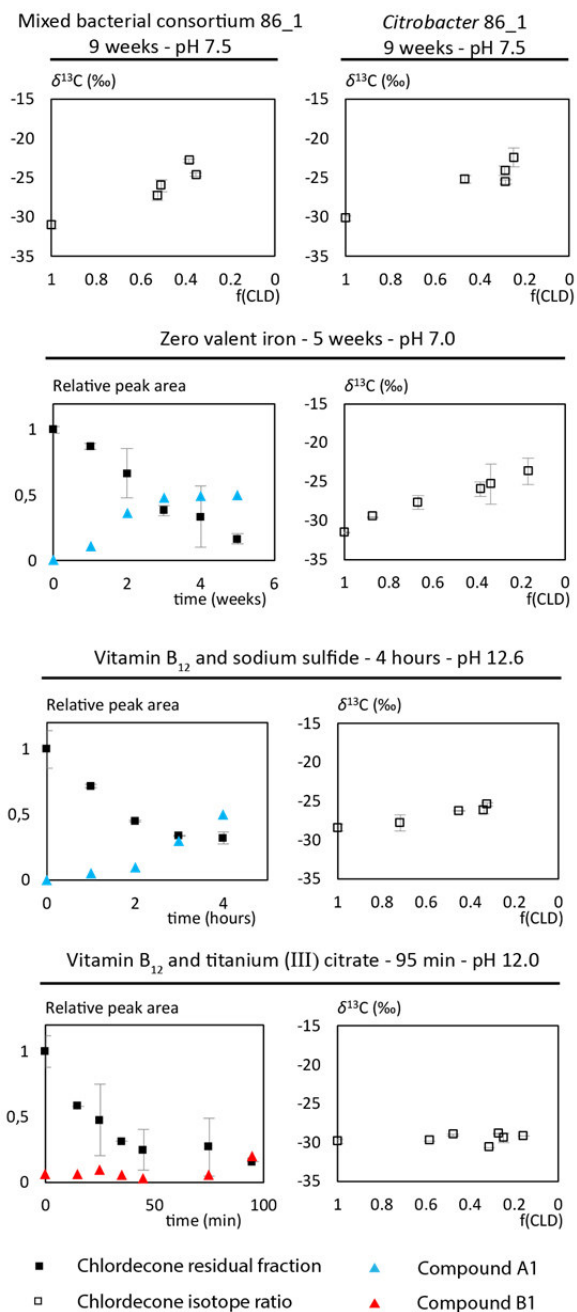 Mixed bacterial consortium 86_1
9 weeks - pH 7.5
Citrobacter 86_1
9 weeks - pH 7.5
δ¹³C (‰)
-15
-20
-25
-30
-35
1 0.8 0.6 0.4 0.2 0
f(CLD)
δ¹³C (‰)
-15
-20
-25
-30
-35
1 0.8 0.6 0.4 0.2 0
f(CLD)
Zero valent iron - 5 weeks - pH 7.0
Relative peak area
1
0,5
0
0 2 4 6
time (weeks)
δ¹³C (‰)
-15
-20
-25
-30
-35
1 0.8 0.6 0.4 0.2 0
f(CLD)
Vitamin B₁₂ and sodium sulfide - 4 hours - pH 12.6
Relative peak area
1
0,5
0
0 2 4
time (hours)
δ¹³C (‰)
-15
-20
-25
-30
-35
1 0.8 0.6 0.4 0.2 0
f(CLD)
Vitamin B₁₂ and titanium (III) citrate - 95 min - pH 12.0
Relative peak area
1
0,5
0
0 50 100
time (min)
δ¹³C (‰)
-15
-20
-25
-30
-35
1 0.8 0.6 0.4 0.2 0
f(CLD)
Chlordecone residual fraction
Compound A1
Chlordecone isotope ratio
Compound B1